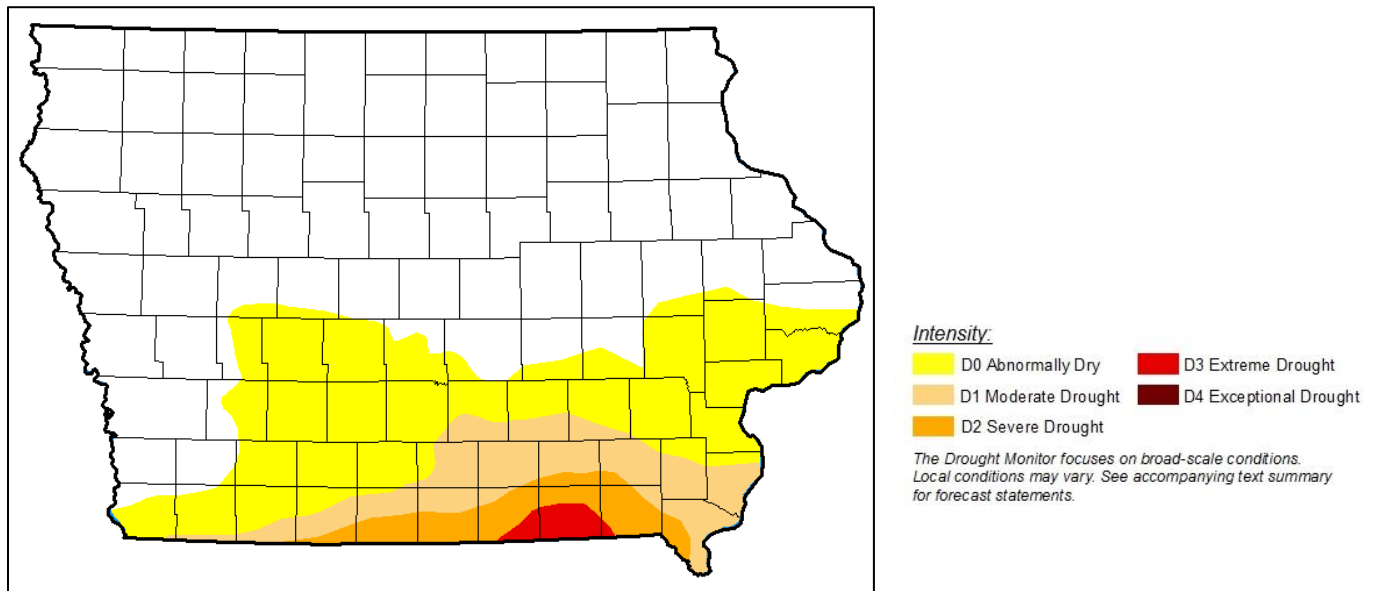 Intensity:
D0 Abnormally Dry
D3 Extreme Drought
D1 Moderate Drought
D4 Exceptional Drought
D2 Severe Drought
The Drought Monitor focuses on broad-scale conditions.
Local conditions may vary. See accompanying text summary
for forecast statements.